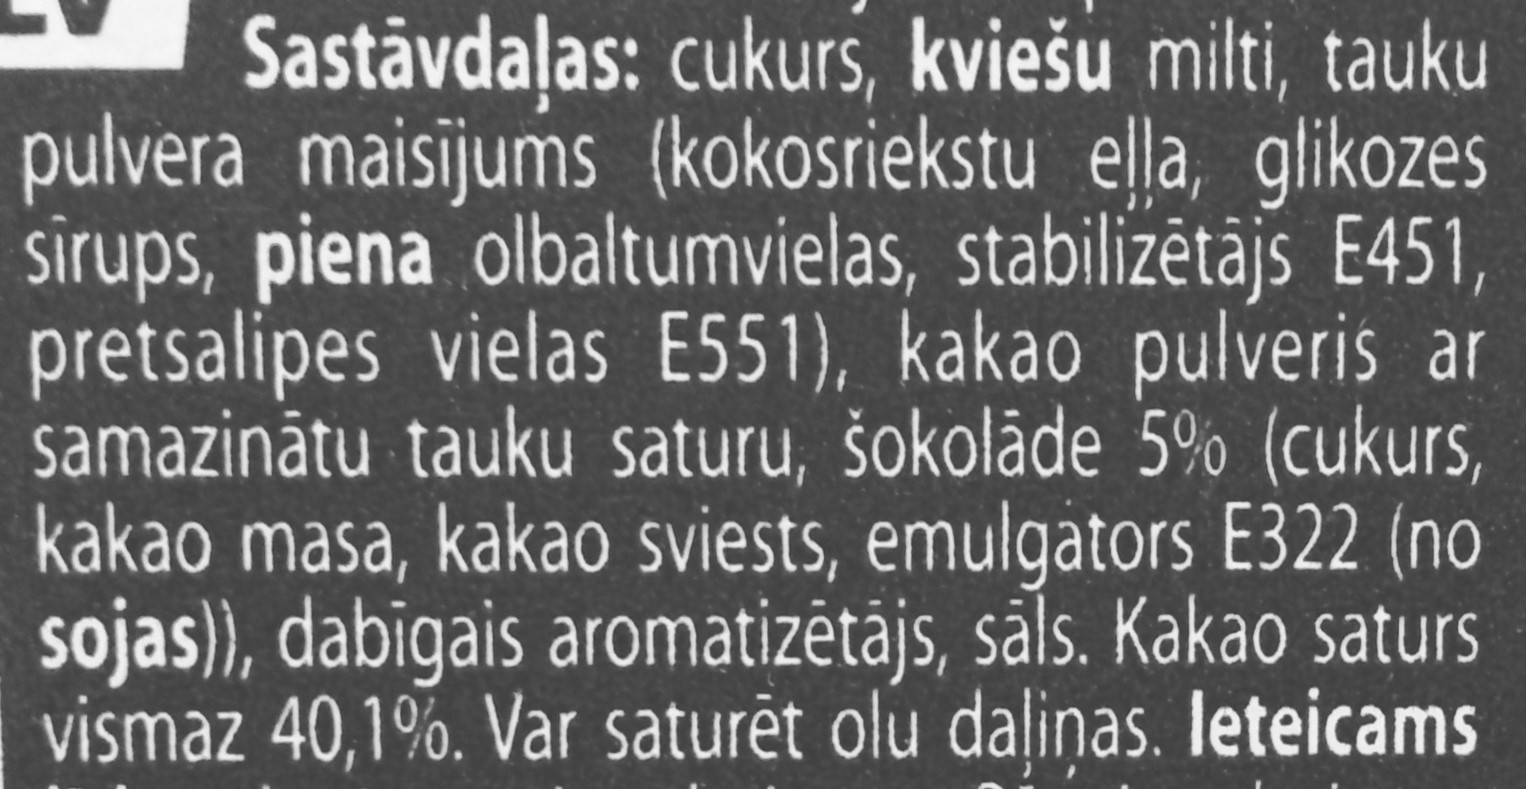 LV
Sastāvdaļas: cukurs, kviešu milti, tauku
pulvera maisījums (kokosriekstu eļļa, glikozes
sīrups, piena olbaltumvielas, stabilizētājs E451,
pretsalipes vielas E551), kakao pulveris ar
samazinātu tauku saturu, šokolāde 5% (cukurs,
kakao masa, kakao sviests, emulgators E322 (no
sojas)), dabīgais aromatizētājs, sāls. Kakao saturs
vismaz 40,1%. Var saturēt olu daļiņas. Ieteicams